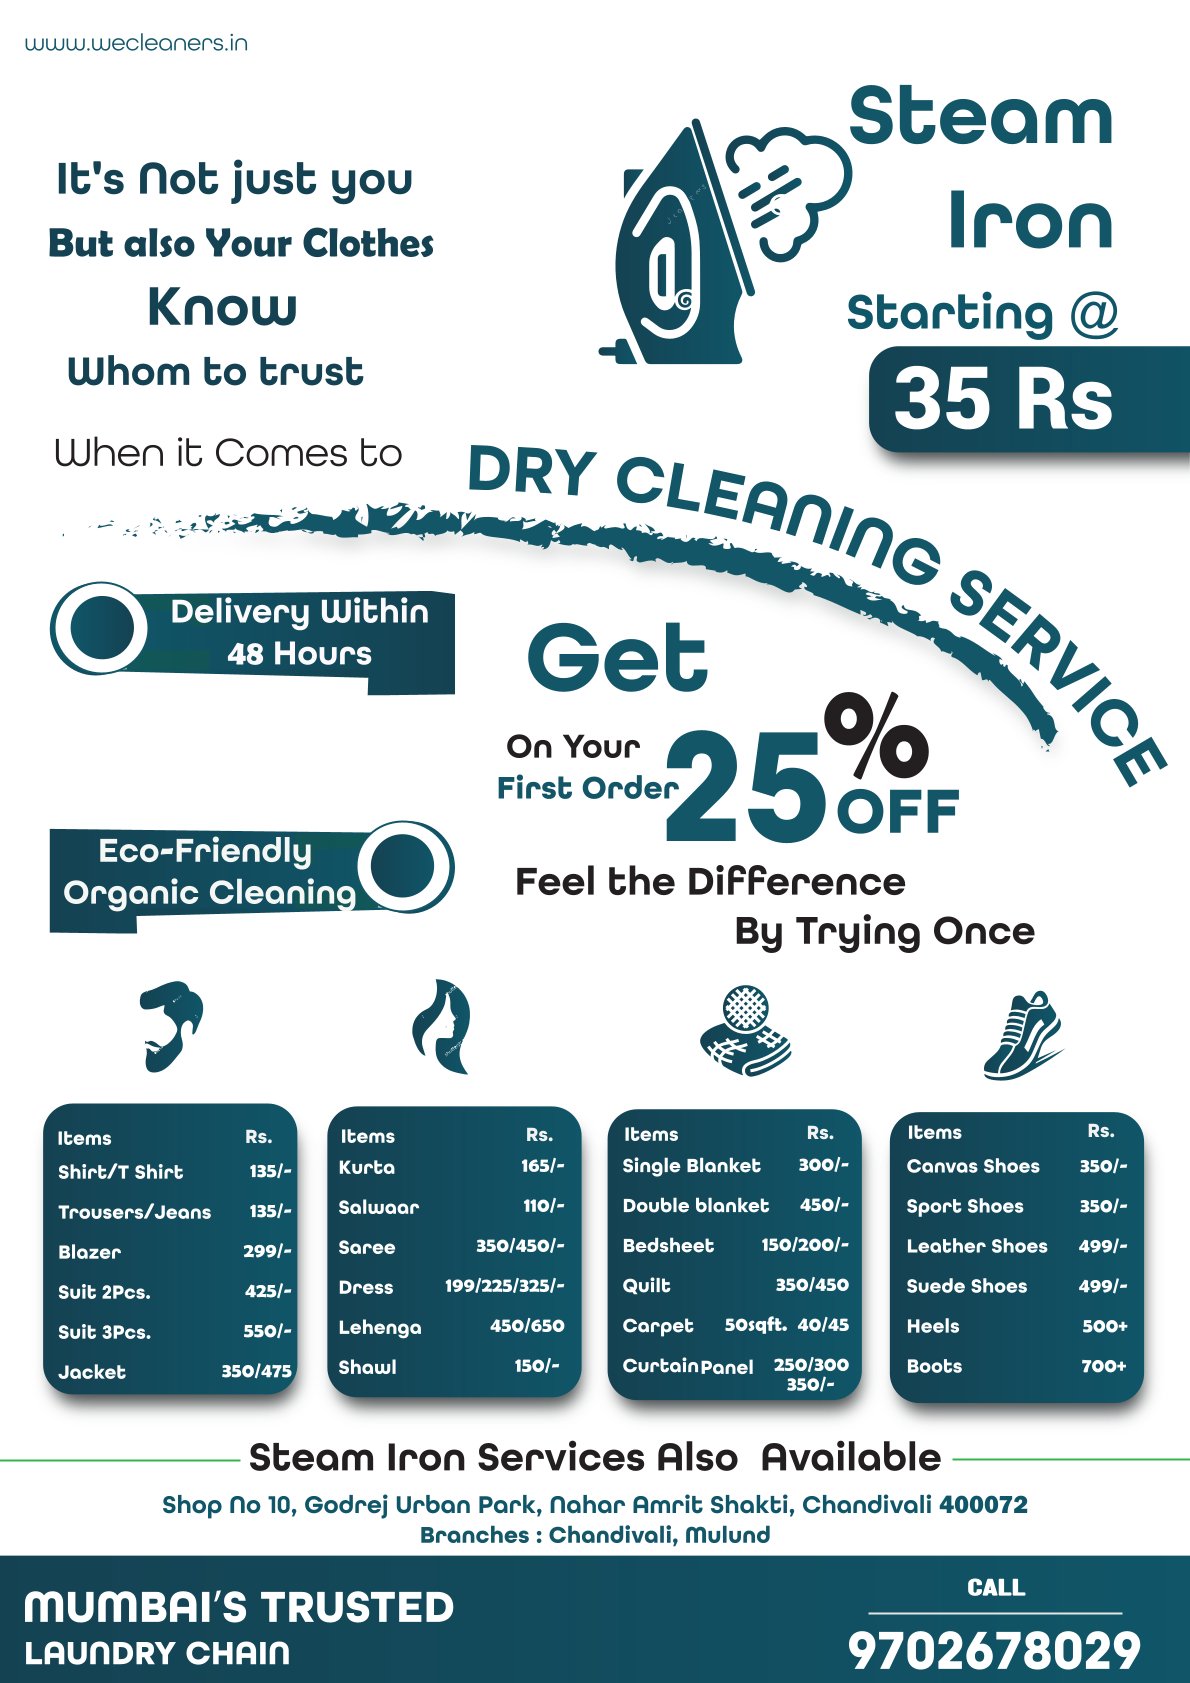 www.wecleaners.in
It's Not just you
But also Your Clothes
Know
Whom to trust
When it Comes to
Steam
Iron
Starting @
35 Rs
DRY CLEANING SERVICE
Delivery Within
48 Hours
Get
On Your
First Order
25% OFF
Eco-Friendly
Organic Cleaning
Feel the Difference
By Trying Once
Items Rs.
Shirt/T Shirt 135/-
Trousers/Jeans 135/-
Blazer 299/-
Suit 2Pcs. 425/-
Suit 3Pcs. 550/-
Jacket 350/475
Items Rs.
Kurta 165/-
Salwaar 110/-
Saree 350/450/-
Dress 199/225/325/-
Lehenga 450/650
Shawl 150/-
Items Rs.
Single Blanket 300/-
Double blanket 450/-
Bedsheet 150/200/-
Quilt 350/450
Carpet 50sqft. 40/45
Curtain Panel 250/300
350/-
Items Rs.
Canvas Shoes 350/-
Sport Shoes 350/-
Leather Shoes 499/-
Suede Shoes 499/-
Heels 500+
Boots 700+
Steam Iron Services Also Available
Shop No 10, Godrej Urban Park, Nahar Amrit Shakti, Chandivali 400072
Branches : Chandivali, Mulund
MUMBAI'S TRUSTED
LAUNDRY CHAIN
CALL
9702678029